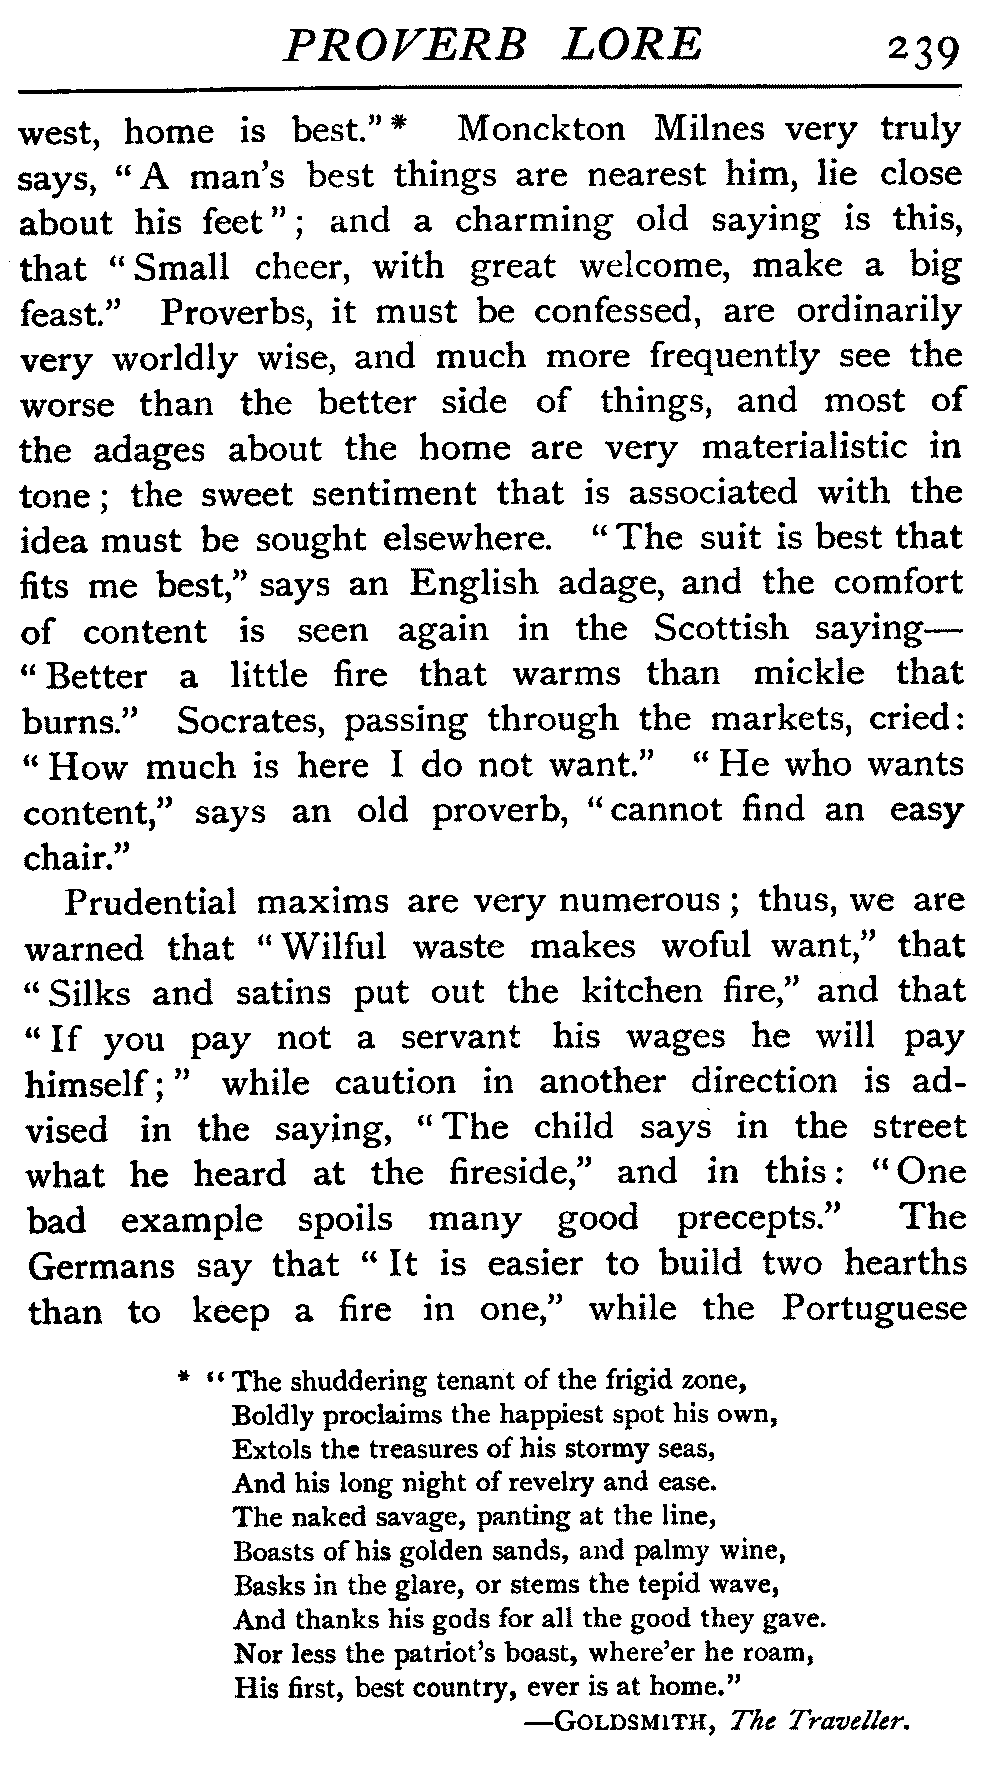 PROVERB LORE 239
west, home is best."* Monckton Milnes very truly
says, "A man's best things are nearest him, lie close
about his feet"; and a charming old saying is this,
that "Small cheer, with great welcome, make a big
feast." Proverbs, it must be confessed, are ordinarily
very worldly wise, and much more frequently see the
worse than the better side of things, and most of
the adages about the home are very materialistic in
tone; the sweet sentiment that is associated with the
idea must be sought elsewhere. "The suit is best that
fits me best," says an English adage, and the comfort
of content is seen again in the Scottish saying—
"Better a little fire that warms than mickle that
burns." Socrates, passing through the markets, cried:
"How much is here I do not want." "He who wants
content," says an old proverb, "cannot find an easy
chair."
Prudential maxims are very numerous; thus, we are
warned that "Wilful waste makes woful want," that
"Silks and satins put out the kitchen fire," and that
"If you pay not a servant his wages he will pay
himself;" while caution in another direction is ad-
vised in the saying, "The child says in the street
what he heard at the fireside," and in this: "One
bad example spoils many good precepts." The
Germans say that "It is easier to build two hearths
than to keep a fire in one," while the Portuguese
* "The shuddering tenant of the frigid zone,
Boldly proclaims the happiest spot his own,
Extols the treasures of his stormy seas,
And his long night of revelry and ease.
The naked savage, panting at the line,
Boasts of his golden sands, and palmy wine,
Basks in the glare, or stems the tepid wave,
And thanks his gods for all the good they gave.
Nor less the patriot's boast, where'er he roam,
His first, best country, ever is at home."
—GOLDSMITH, The Traveller.